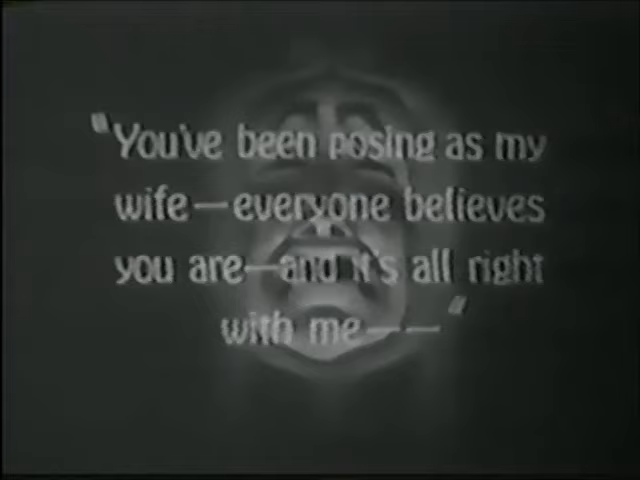 "You've been posing as my
wife—everyone believes
you are—and it's all right
with me——"